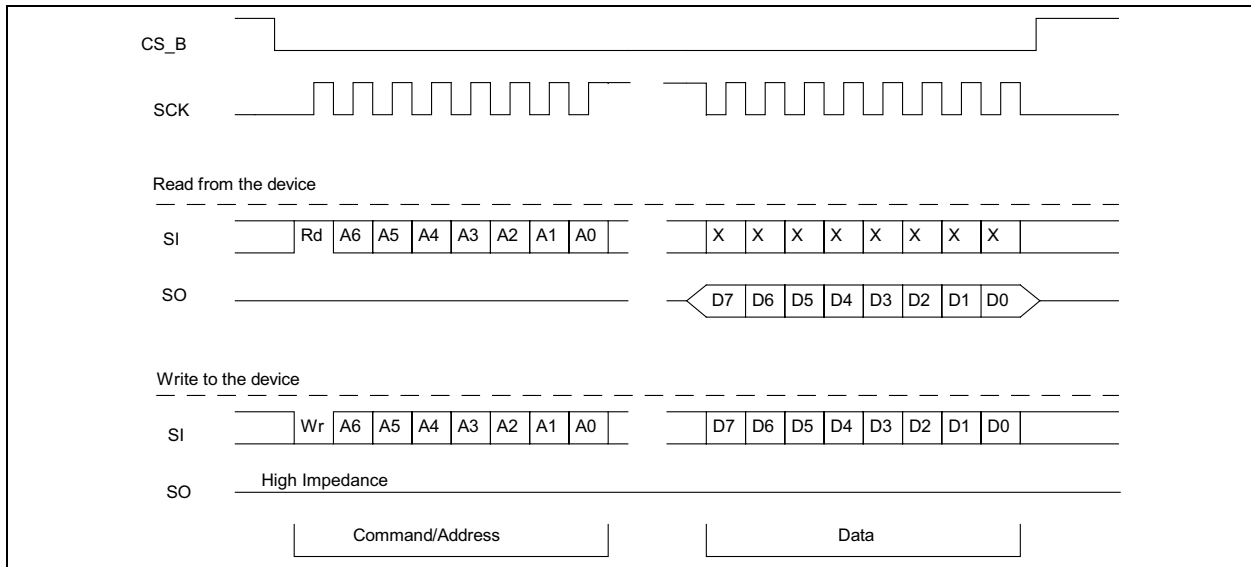 CS_B
SCK
Read from the device
SI Rd A6 A5 A4 A3 A2 A1 A0 X X X X X X X X
SO D7 D6 D5 D4 D3 D2 D1 D0
Write to the device
SI Wr A6 A5 A4 A3 A2 A1 A0 D7 D6 D5 D4 D3 D2 D1 D0
High Impedance
SO
Command/Address Data